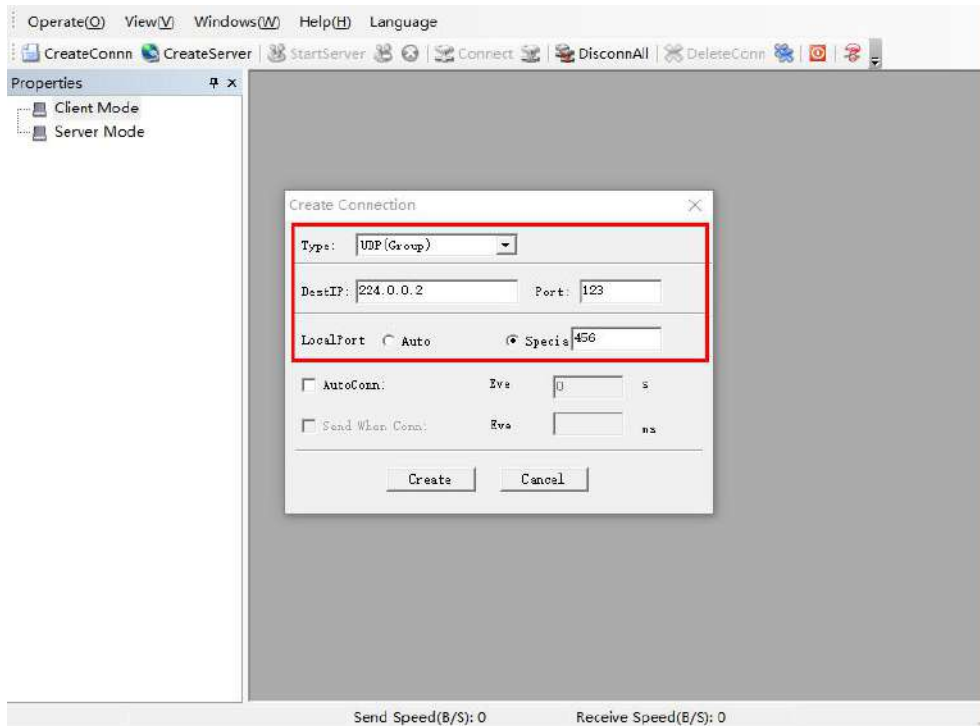 Operate(O) View(V) Windows(W) Help(H) Language
CreateConnn CreateServer StartServer Connect DisconnAll DeleteConn
Properties
Client Mode
Server Mode
Create Connection
Type: UDP(Group)
DestIP: 224.0.0.2 Port: 123
LocalPort Auto Specia 456
AutoConn: Eve 0 s
Send When Conn: Eve ms
Create Cancel
Send Speed(B/S): 0 Receive Speed(B/S): 0